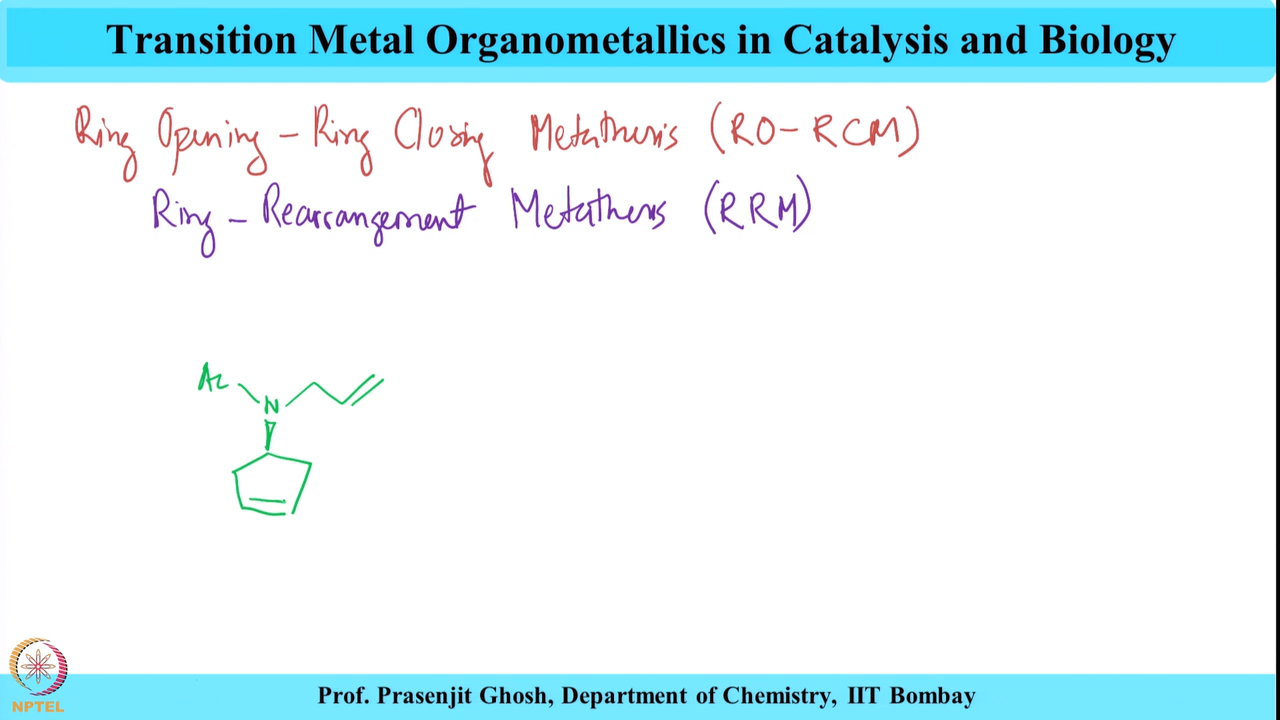 Transition Metal Organometallics in Catalysis and Biology
Ring Opening - Ring Closing Metathesis (RO-RCM)
Ring - Rearrangement Metathesis (RRM)
Ac
N
NPTEL
Prof. Prasenjit Ghosh, Department of Chemistry, IIT Bombay